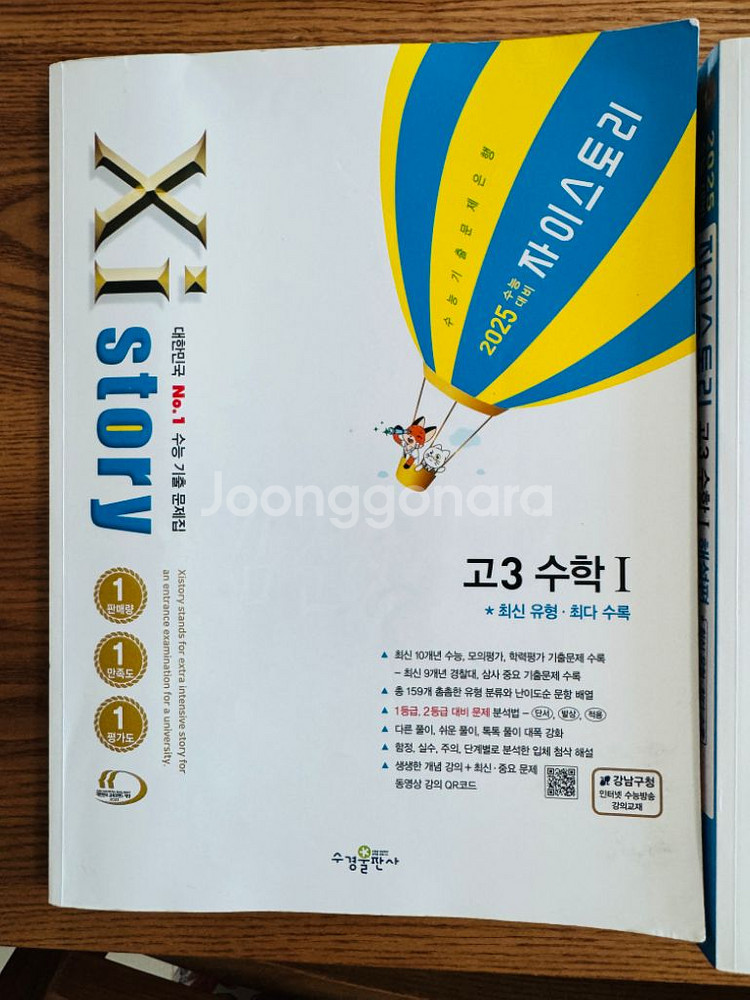 Xi
story
대한민국 No.1 수능 기출 문제집
Xistory stands for extra intensive story for
an entrance examination for a university.
1
판매량
1
만족도
1
평가도
수능 기출 문제은행
2025 수능
대비
자이스토리
Joonggonara
고3 수학 I
* 최신 유형·최다 수록
▲ 최신 10개년 수능, 모의평가, 학력평가 기출문제 수록
– 최신 9개년 경찰대, 삼사 중요 기출문제 수록
▲ 총 159개 촘촘한 유형 분류와 난이도순 문항 배열
▲ 1등급, 2등급 대비 문제 분석법 – 단서, 발상, 적용
▲ 다른 풀이, 쉬운 풀이, 톡톡 풀이 대폭 강화
▲ 함정, 실수, 주의, 단계별로 분석한 입체 첨삭 해설
▲ 생생한 개념 강의 + 최신·중요 문제
동영상 강의 QR코드
강남구청
인터넷 수능방송
강의교재
수경출판사
2025 자이스토리 고3 수학 I 해설편